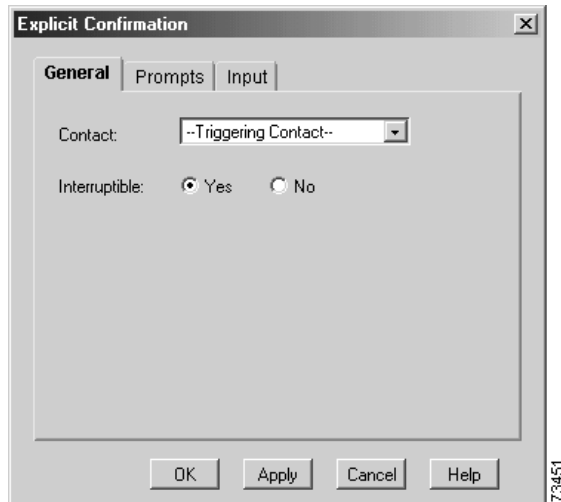 Explicit Confirmation
General Prompts Input
Contact: --Triggering Contact--
Interruptible: Yes No
OK Apply Cancel Help
73451